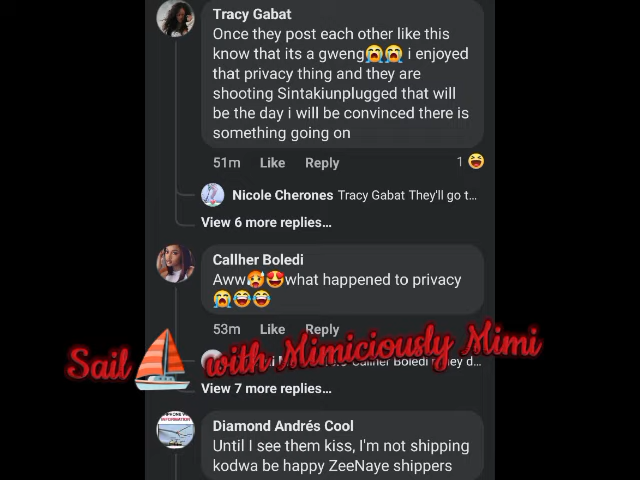 Tracy Gabat
Once they post each other like this
know that its a gweng😭😭 i enjoyed
that privacy thing and they are
shooting Sintakiunplugged that will
be the day i will be convinced there is
something going on
51m Like Reply 1 😆
Nicole Cherones Tracy Gabat They'll go t...
View 6 more replies...
Callher Boledi
Aww🥵😍what happened to privacy
😭😂😂
53m Like Reply
Sail⛵ with Mimiciously Mimi
Callher Boledi
View 7 more replies...
INFORMATION
Diamond Andrés Cool
Until I see them kiss, I'm not shipping
kodwa be happy ZeeNaye shippers